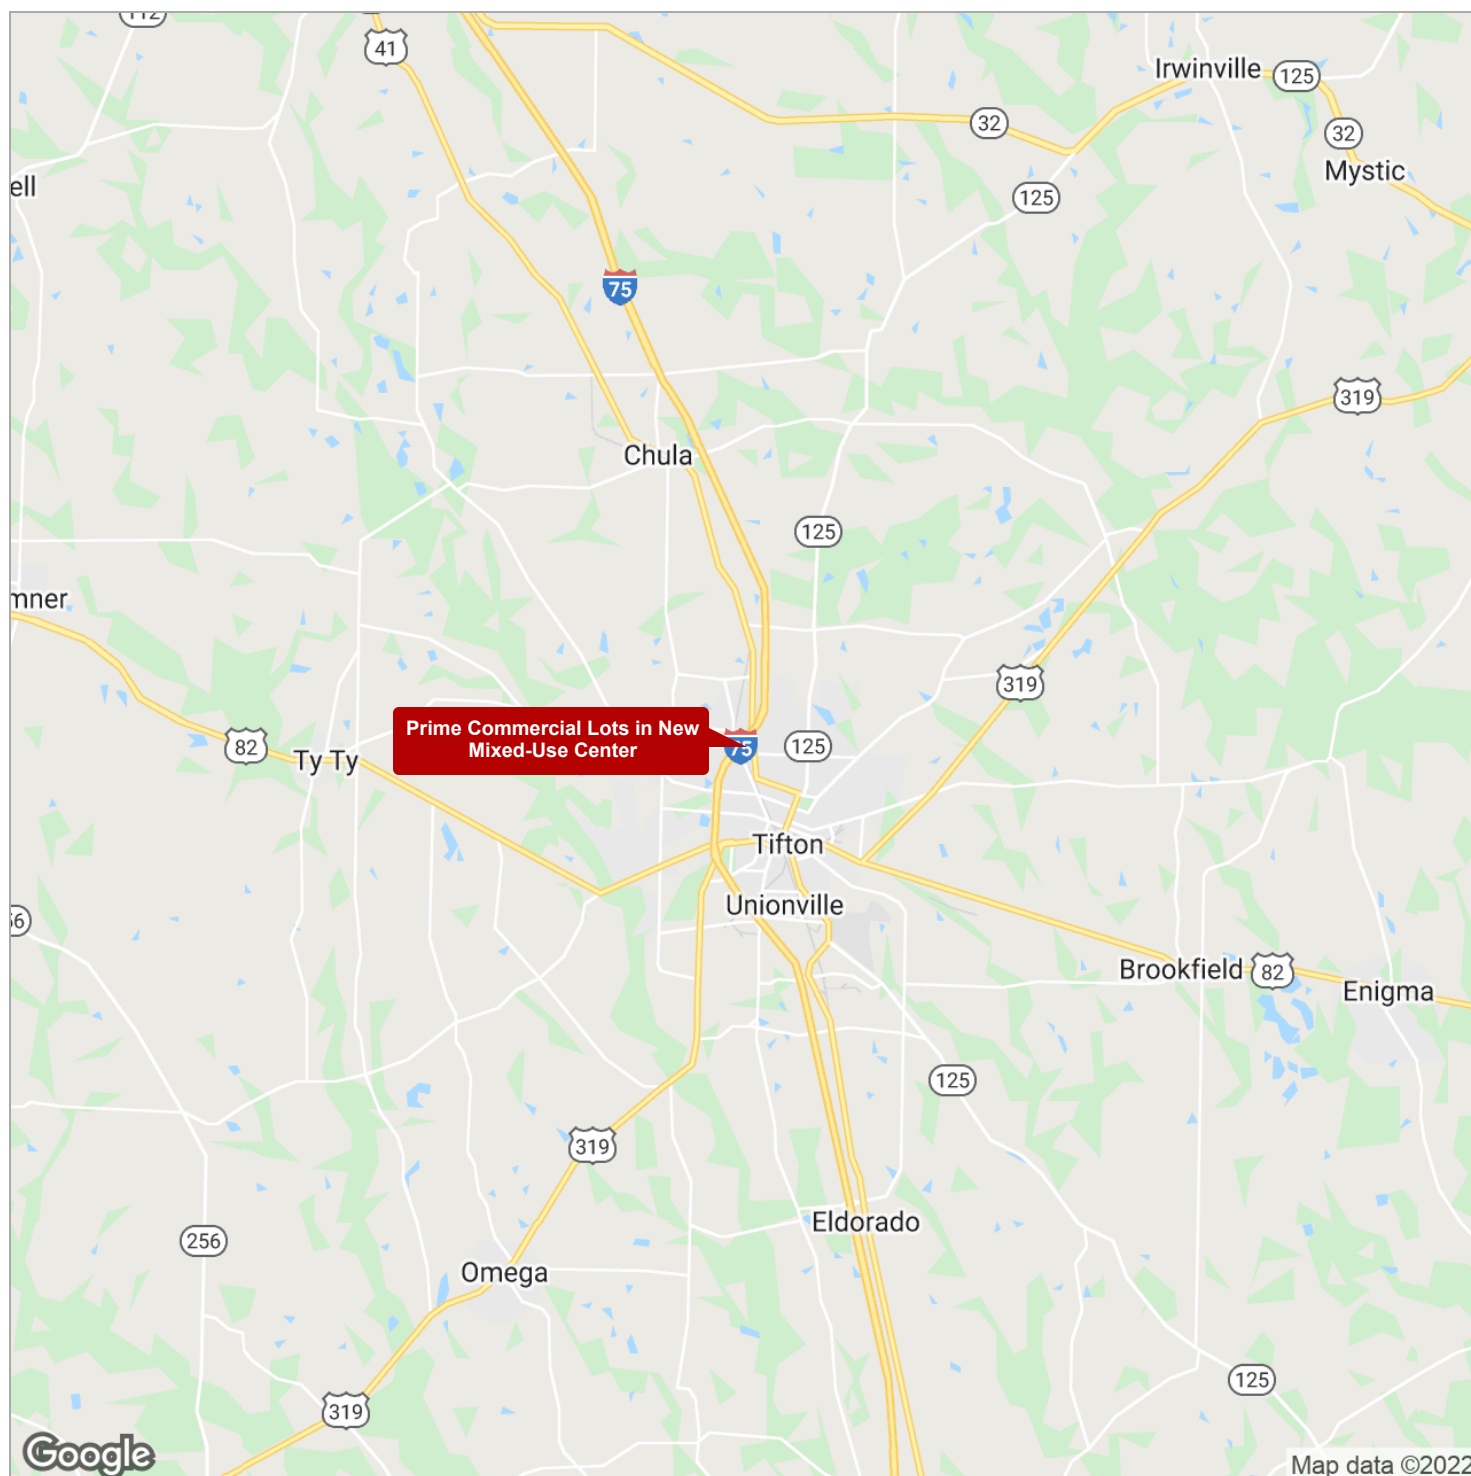 112
41
Irwinville
125
32
32
Mystic
ell
125
75
319
Chula
125
mner
319
Prime Commercial Lots in New
Mixed-Use Center
75
125
82
Ty Ty
Tifton
Unionville
56
Brookfield
82
Enigma
125
319
Eldorado
256
Omega
125
319
Google
Map data ©2022